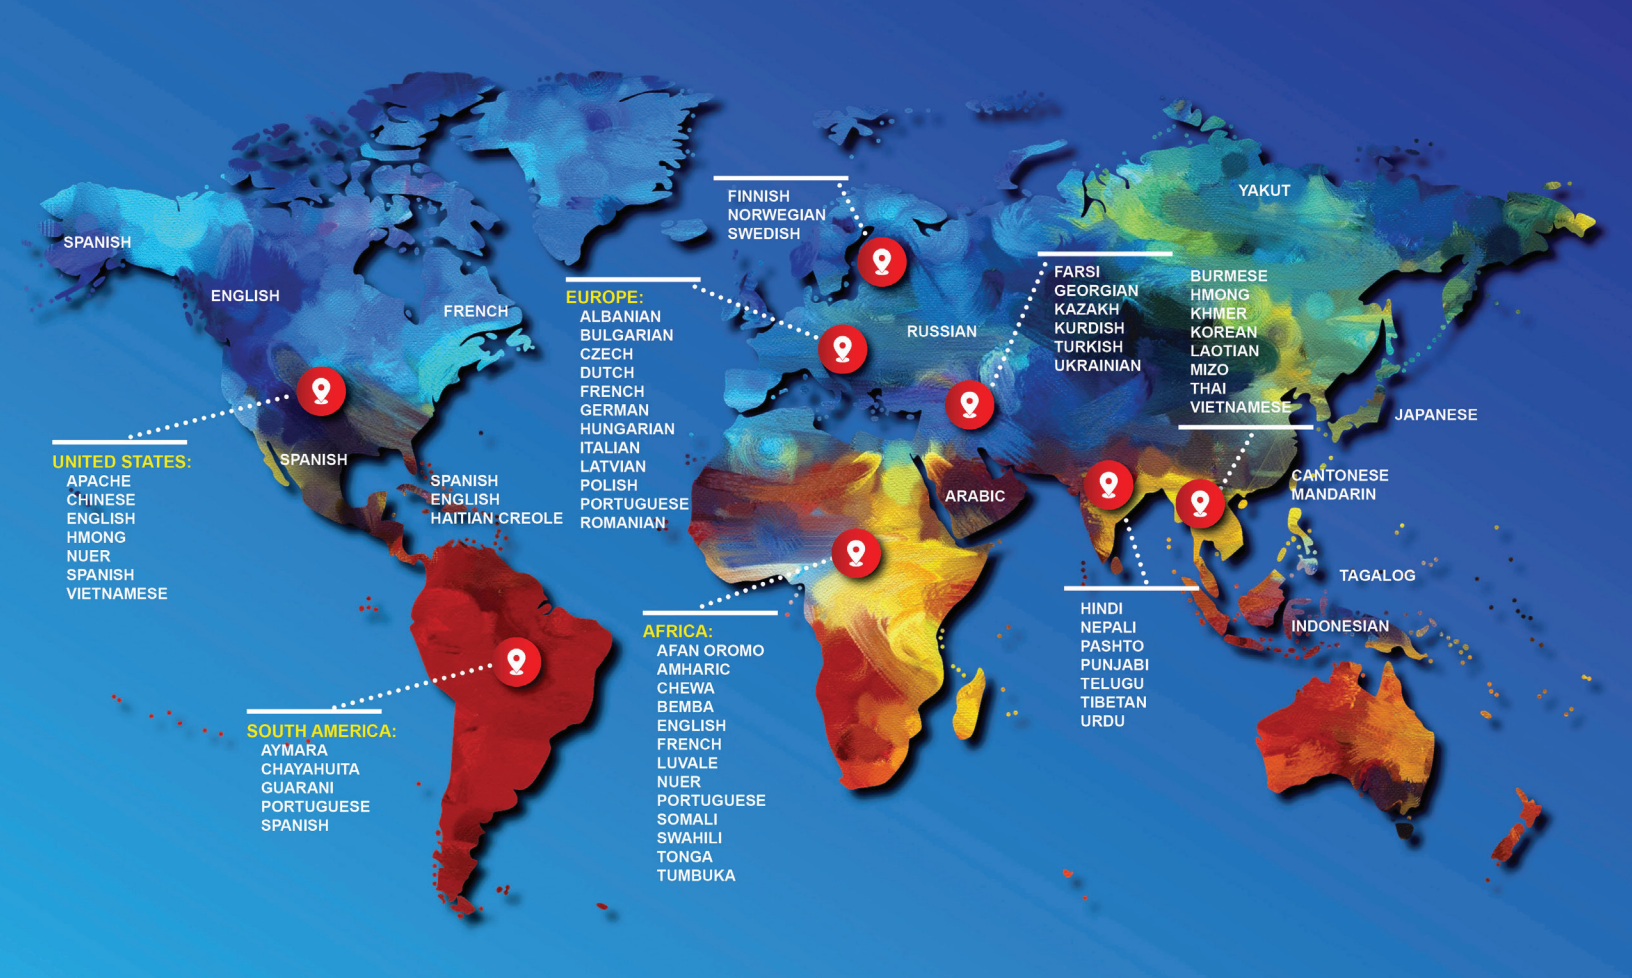 SPANISH
ENGLISH
FRENCH
SPANISH
UNITED STATES:
APACHE
CHINESE
ENGLISH
HMONG
NUER
SPANISH
VIETNAMESE
SPANISH
ENGLISH
HAITIAN CREOLE
SOUTH AMERICA:
AYMARA
CHAYAHUITA
GUARANI
PORTUGUESE
SPANISH
FINNISH
NORWEGIAN
SWEDISH
EUROPE:
ALBANIAN
BULGARIAN
CZECH
DUTCH
FRENCH
GERMAN
HUNGARIAN
ITALIAN
LATVIAN
POLISH
PORTUGUESE
ROMANIAN
RUSSIAN
AFRICA:
AFAN OROMO
AMHARIC
CHEWA
BEMBA
ENGLISH
FRENCH
LUVALE
NUER
PORTUGUESE
SOMALI
SWAHILI
TONGA
TUMBUKA
ARABIC
FARSI
GEORGIAN
KAZAKH
KURDISH
TURKISH
UKRAINIAN
YAKUT
BURMESE
HMONG
KHMER
KOREAN
LAOTIAN
MIZO
THAI
VIETNAMESE
JAPANESE
CANTONESE
MANDARIN
TAGALOG
INDONESIAN
HINDI
NEPALI
PASHTO
PUNJABI
TELUGU
TIBETAN
URDU